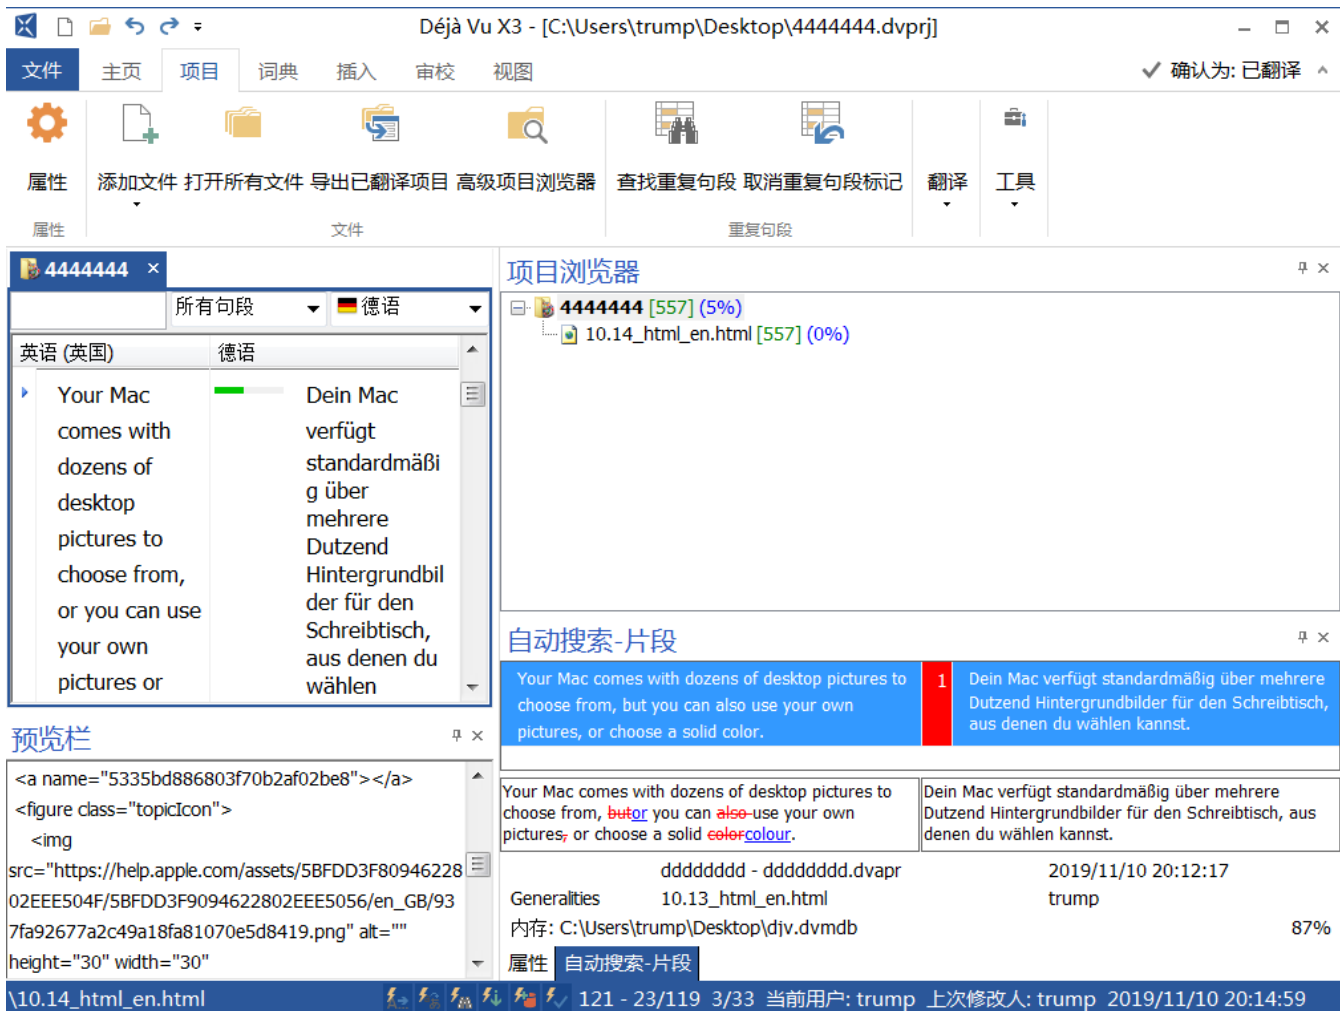 Déjà Vu X3 - [C:\Users\trump\Desktop\4444444.dvprj]
文件 主页 项目 词典 插入 审校 视图 确认为: 已翻译
属性 添加文件 打开所有文件 导出已翻译项目 高级项目浏览器 查找重复句段 取消重复句段标记 翻译 工具
属性 文件 重复句段
4444444
所有句段 德语
英语 (英国) 德语
Your Mac
comes with
dozens of
desktop
pictures to
choose from,
or you can use
your own
pictures or
Dein Mac
verfügt
standardmäßi
g über
mehrere
Dutzend
Hintergrundbil
der für den
Schreibtisch,
aus denen du
wählen
预览栏
<a name="5335bd886803f70b2af02be8"></a>
<figure class="topicIcon">
<img
src="https://help.apple.com/assets/5BFDD3F80946228
02EEE504F/5BFDD3F9094622802EEE5056/en_GB/93
7fa92677a2c49a18fa81070e5d8419.png" alt=""
height="30" width="30"
项目浏览器
4444444 [557] (5%)
10.14_html_en.html [557] (0%)
自动搜索-片段
Your Mac comes with dozens of desktop pictures to
choose from, but you can also use your own
pictures, or choose a solid color.
1
Dein Mac verfügt standardmäßig über mehrere
Dutzend Hintergrundbilder für den Schreibtisch,
aus denen du wählen kannst.
Your Mac comes with dozens of desktop pictures to
choose from, butor you can also use your own
pictures, or choose a solid colorcolour.
Dein Mac verfügt standardmäßig über mehrere
Dutzend Hintergrundbilder für den Schreibtisch, aus
denen du wählen kannst.
dddddddd - dddddddd.dvapr 2019/11/10 20:12:17
Generalities 10.13_html_en.html trump
内存: C:\Users\trump\Desktop\djv.dvmdb 87%
属性 自动搜索-片段
\10.14_html_en.html 121 - 23/119 3/33 当前用户: trump 上次修改人: trump 2019/11/10 20:14:59